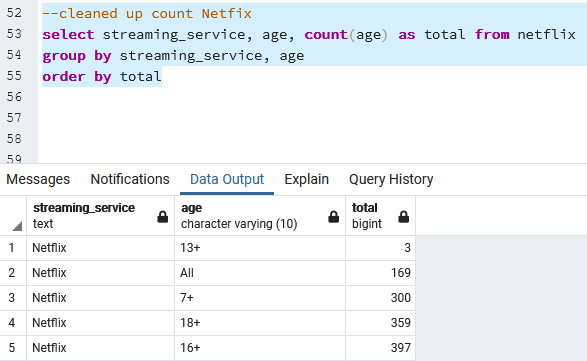 52 --cleaned up count Netfix
53 select streaming_service, age, count(age) as total from netflix
54 group by streaming_service, age
55 order by total
56
57
58
59
Messages Notifications Data Output Explain Query History
streaming_service age total
text character varying (10) bigint
1 Netflix 13+ 3
2 Netflix All 169
3 Netflix 7+ 300
4 Netflix 18+ 359
5 Netflix 16+ 397